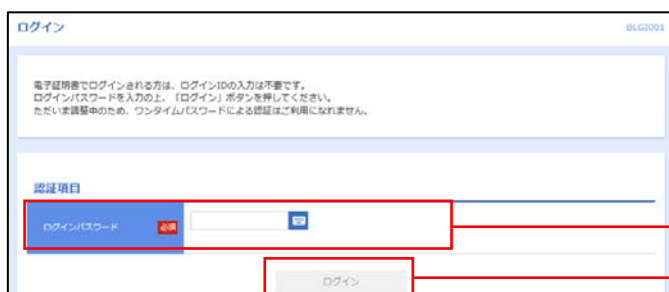 ログイン
BLGI001
電子証明書でログインされる方は、ログインIDの入力は不要です。
ログインパスワードを入力の上、「ログイン」ボタンを押してください。
ただいま調整中のため、ワンタイムパスワードによる認証はご利用になれません。
認証項目
ログインパスワード 必須
ログイン